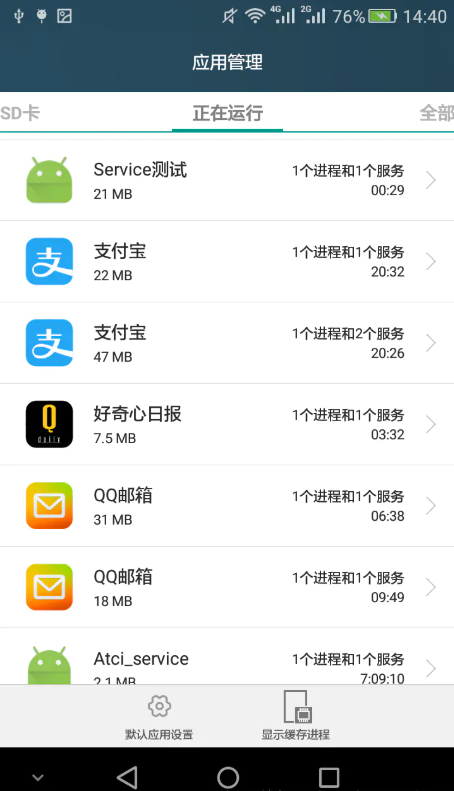 4G 2G 76% 14:40
应用管理
SD卡 正在运行 全部
Service测试 1个进程和1个服务
21 MB 00:29
支付宝 1个进程和1个服务
22 MB 20:32
支付宝 1个进程和2个服务
47 MB 20:26
好奇心日报 1个进程和1个服务
7.5 MB 03:32
QQ邮箱 1个进程和1个服务
31 MB 06:38
QQ邮箱 1个进程和1个服务
18 MB 09:49
Atci_service 1个进程和1个服务
2.1 MB 7:09:10
默认应用设置 显示缓存进程